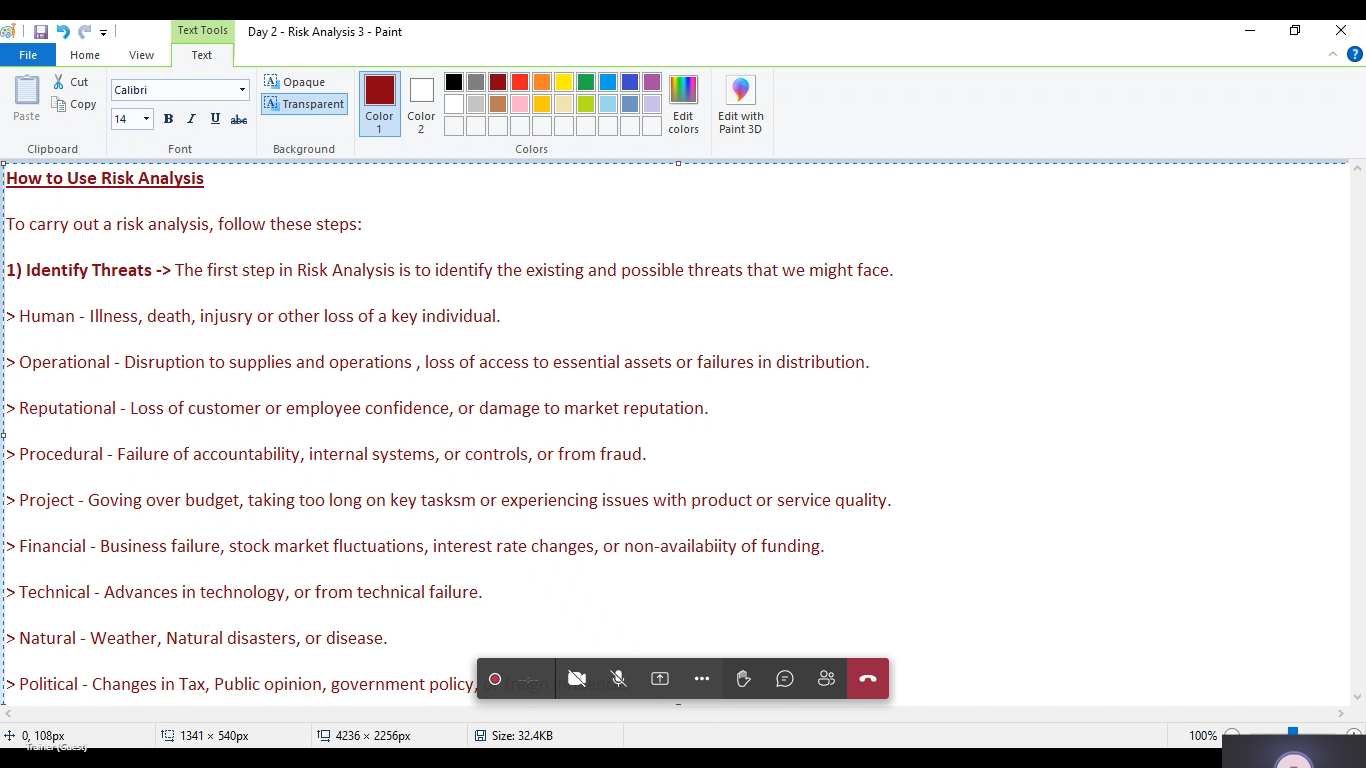 Text Tools
Day 2 - Risk Analysis 3 - Paint
File
Home
View
Text
Paste
Cut
Copy
Clipboard
Calibri
14
B I U abc
Font
Opaque
Transparent
Background
Color 1
Color 2
Edit colors
Colors
Edit with Paint 3D
How to Use Risk Analysis
To carry out a risk analysis, follow these steps:
1) Identify Threats -> The first step in Risk Analysis is to identify the existing and possible threats that we might face.
> Human - Illness, death, injusry or other loss of a key individual.
> Operational - Disruption to supplies and operations , loss of access to essential assets or failures in distribution.
> Reputational - Loss of customer or employee confidence, or damage to market reputation.
> Procedural - Failure of accountability, internal systems, or controls, or from fraud.
> Project - Goving over budget, taking too long on key tasksm or experiencing issues with product or service quality.
> Financial - Business failure, stock market fluctuations, interest rate changes, or non-availabiity of funding.
> Technical - Advances in technology, or from technical failure.
> Natural - Weather, Natural disasters, or disease.
> Political - Changes in Tax, Public opinion, government policy,
0, 108px
1341 × 540px
4236 × 2256px
Size: 32.4KB
100%
Trainer (Guest)